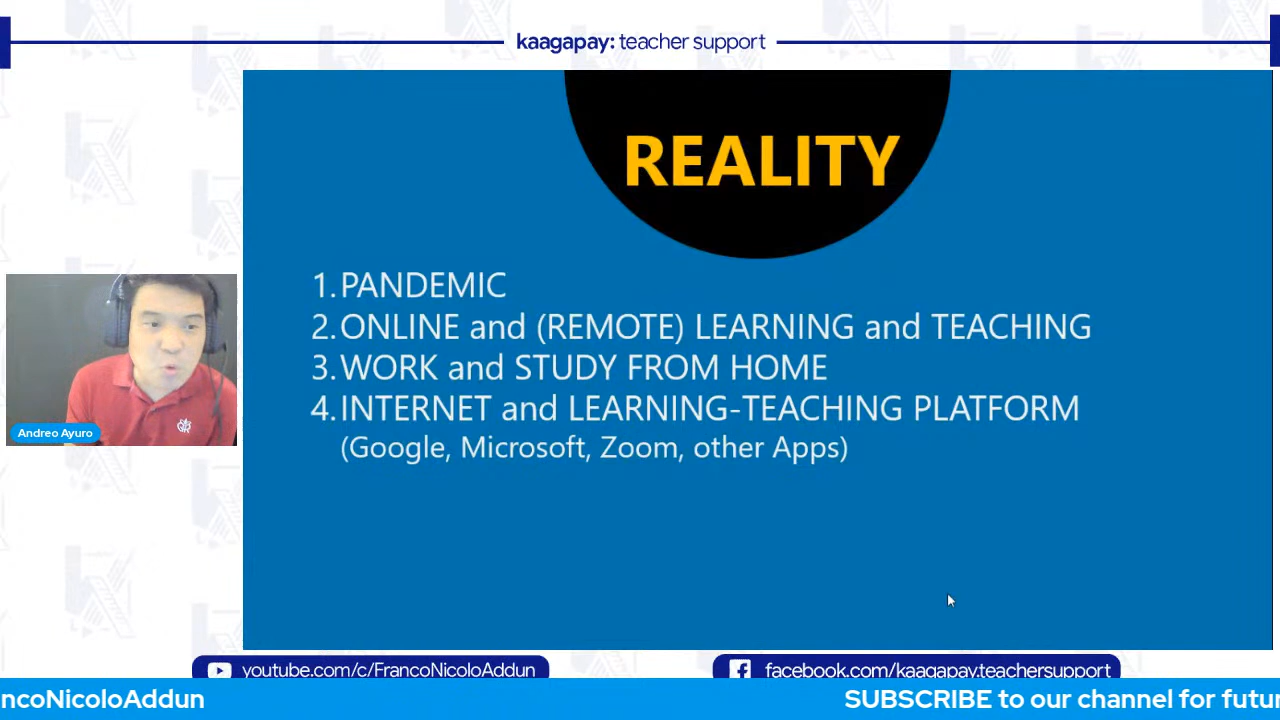 kaagapay: teacher support
REALITY
1. PANDEMIC
2. ONLINE and (REMOTE) LEARNING and TEACHING
3. WORK and STUDY FROM HOME
4. INTERNET and LEARNING-TEACHING PLATFORM
(Google, Microsoft, Zoom, other Apps)
Andreo Ayuro
youtube.com/c/FrancoNicoloAddun
facebook.com/kaagapay.teachersupport
ncoNicoloAddun
SUBSCRIBE to our channel for futur